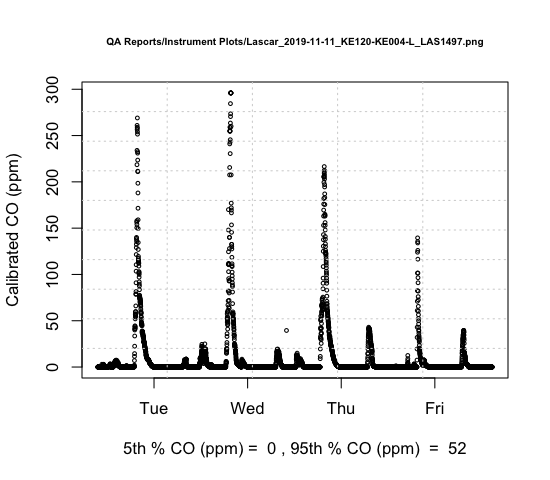 QA Reports/Instrument Plots/Lascar_2019-11-11_KE120-KE004-L_LAS1497.png
Calibrated CO (ppm)
300
250
200
150
100
50
0
Tue Wed Thu Fri
5th % CO (ppm) = 0 , 95th % CO (ppm) = 52